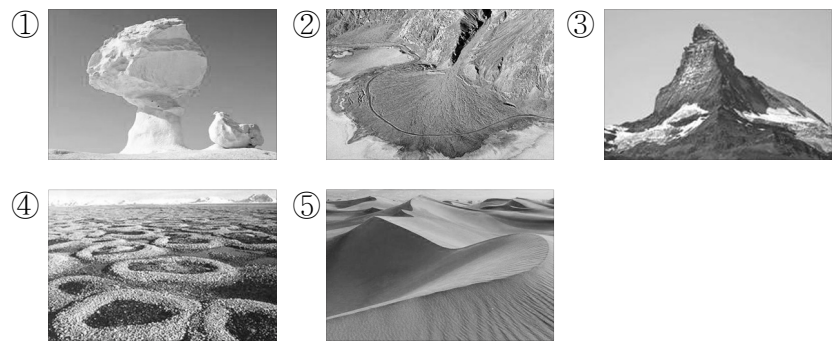 ① ② ③
④ ⑤